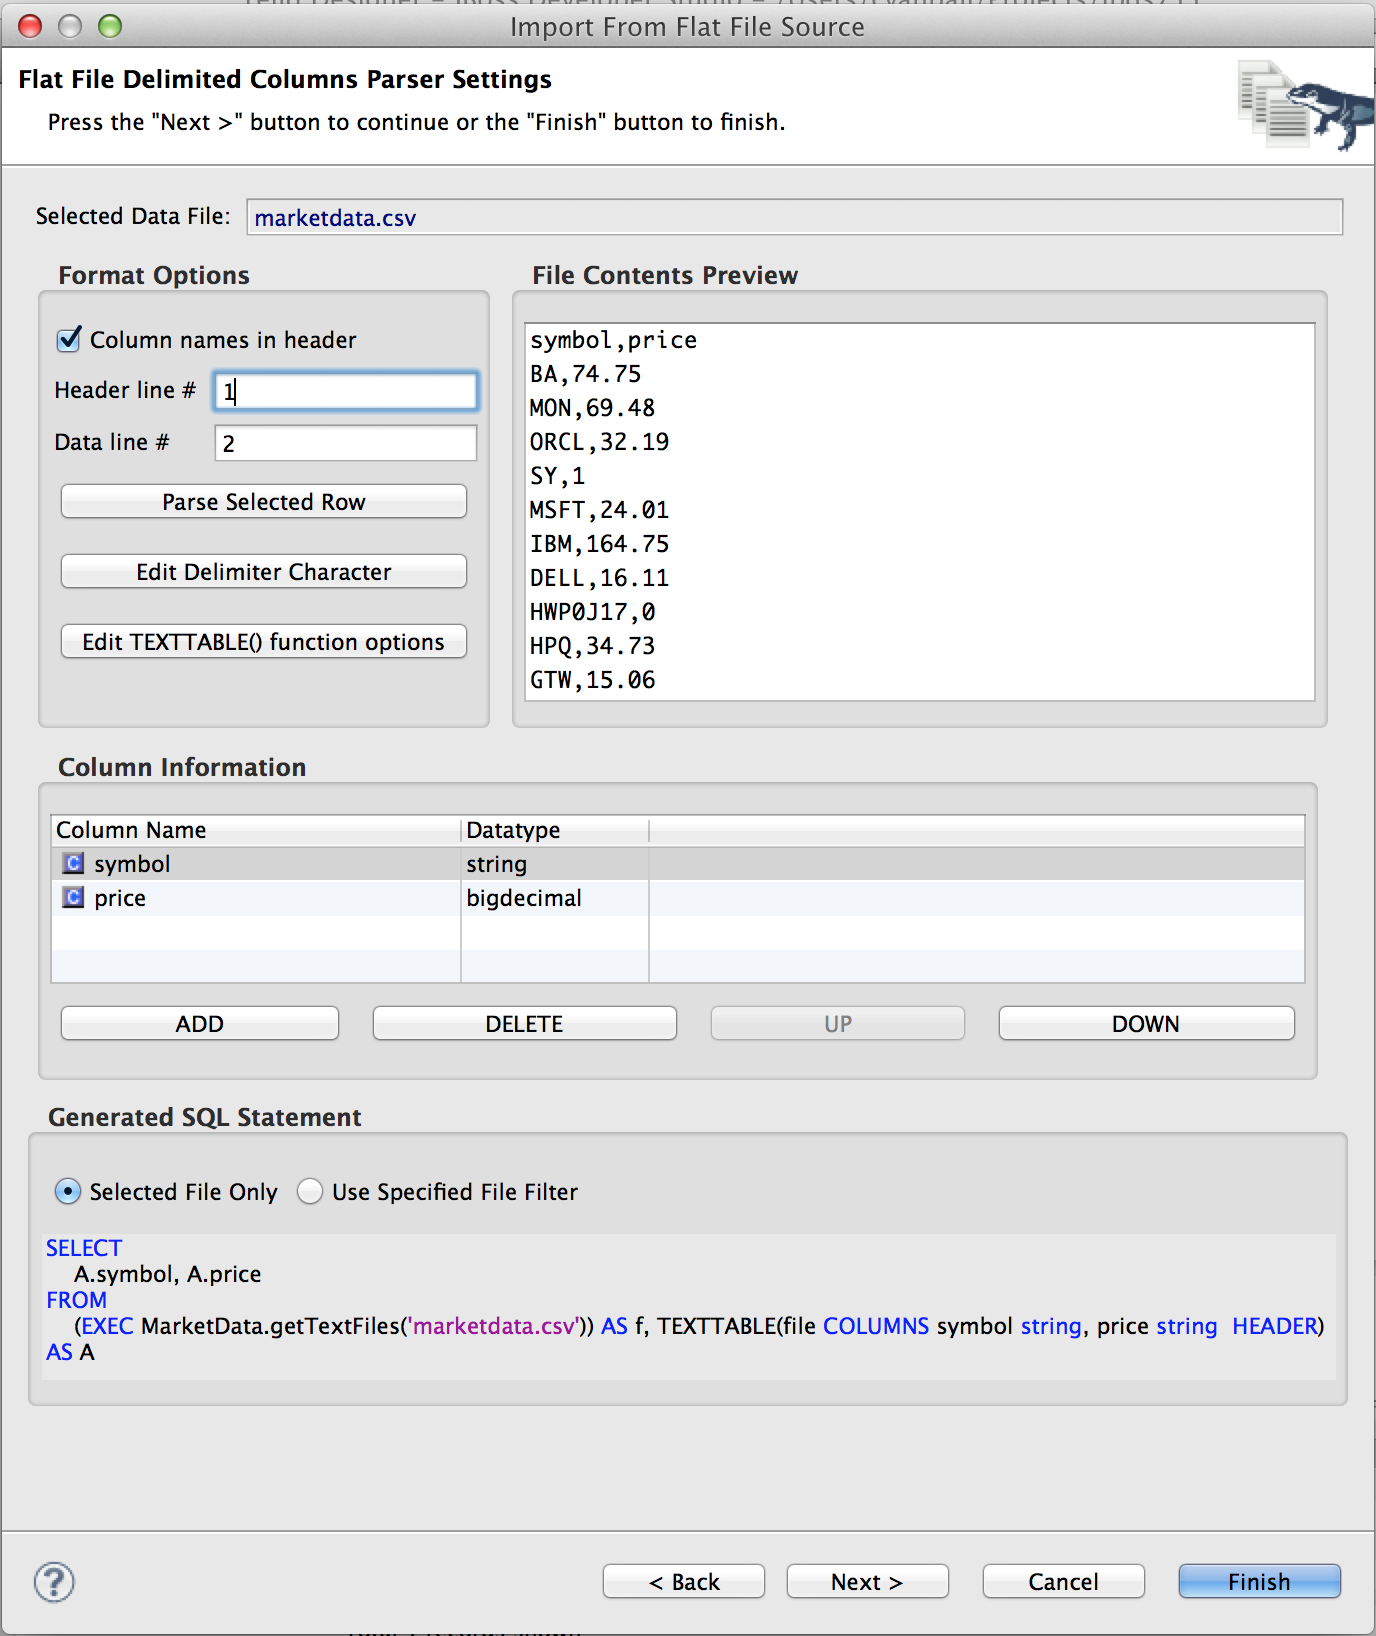 Import From Flat File Source
Flat File Delimited Columns Parser Settings
Press the "Next >" button to continue or the "Finish" button to finish.
Selected Data File: marketdata.csv
Format Options
Column names in header
Header line # 1
Data line # 2
Parse Selected Row
Edit Delimiter Character
Edit TEXTTABLE() function options
File Contents Preview
symbol,price
BA,74.75
MON,69.48
ORCL,32.19
SY,1
MSFT,24.01
IBM,164.75
DELL,16.11
HWP0J17,0
HPQ,34.73
GTW,15.06
Column Information
Column Name Datatype
symbol string
price bigdecimal
ADD DELETE UP DOWN
Generated SQL Statement
Selected File Only Use Specified File Filter
SELECT
A.symbol, A.price
FROM
(EXEC MarketData.getTextFiles('marketdata.csv')) AS f, TEXTTABLE(file COLUMNS symbol string, price string HEADER)
AS A
? < Back Next > Cancel Finish